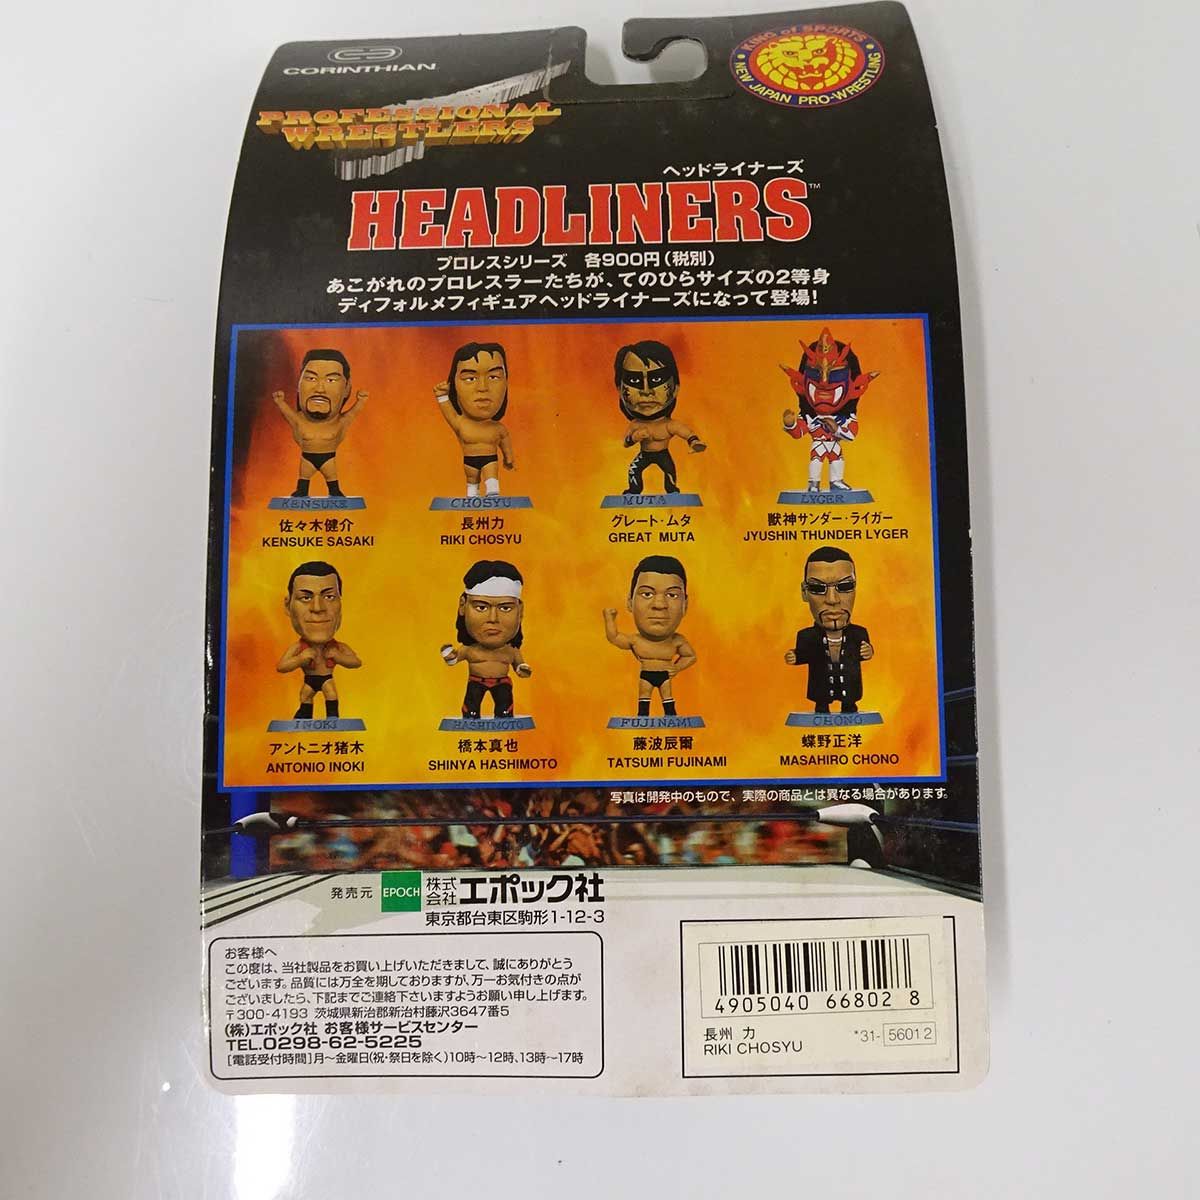 CORINTHIAN
KING of SPORTS
NEW JAPAN PRO-WRESTLING
PROFESSIONAL
WRESTLERS
ヘッドライナーズ
HEADLINERS™
プロレスシリーズ 各900円(税別)
あこがれのプロレスラーたちが、てのひらサイズの2等身
ディフォルメフィギュアヘッドライナーズになって登場!
KENSUKE CHOSYU MUTA LYGER
佐々木健介 長州力 グレート・ムタ 獣神サンダー・ライガー
KENSUKE SASAKI RIKI CHOSYU GREAT MUTA JYUSHIN THUNDER LYGER
INOKI HASHIMOTO FUJINAMI CHONO
アントニオ猪木 橋本真也 藤波辰爾 蝶野正洋
ANTONIO INOKI SHINYA HASHIMOTO TATSUMI FUJINAMI MASAHIRO CHONO
写真は開発中のもので、実際の商品とは異なる場合があります。
発売元 EPOCH 株式会社エポック社
東京都台東区駒形1-12-3
お客様へ
この度は、当社製品をお買い上げいただきまして、誠にありがとう
ございます。品質には万全を期しておりますが、万一お気付きの点が
ございましたら、下記までご連絡下さいますようお願い申し上げます。
〒300-4193 茨城県新治郡新治村藤沢3647番5
(株)エポック社 お客様サービスセンター
TEL.0298-62-5225
[電話受付時間]月〜金曜日(祝・祭日を除く)10時〜12時、13時〜17時
4905040 66802 8
長州 力
RIKI CHOSYU
*31- 56012